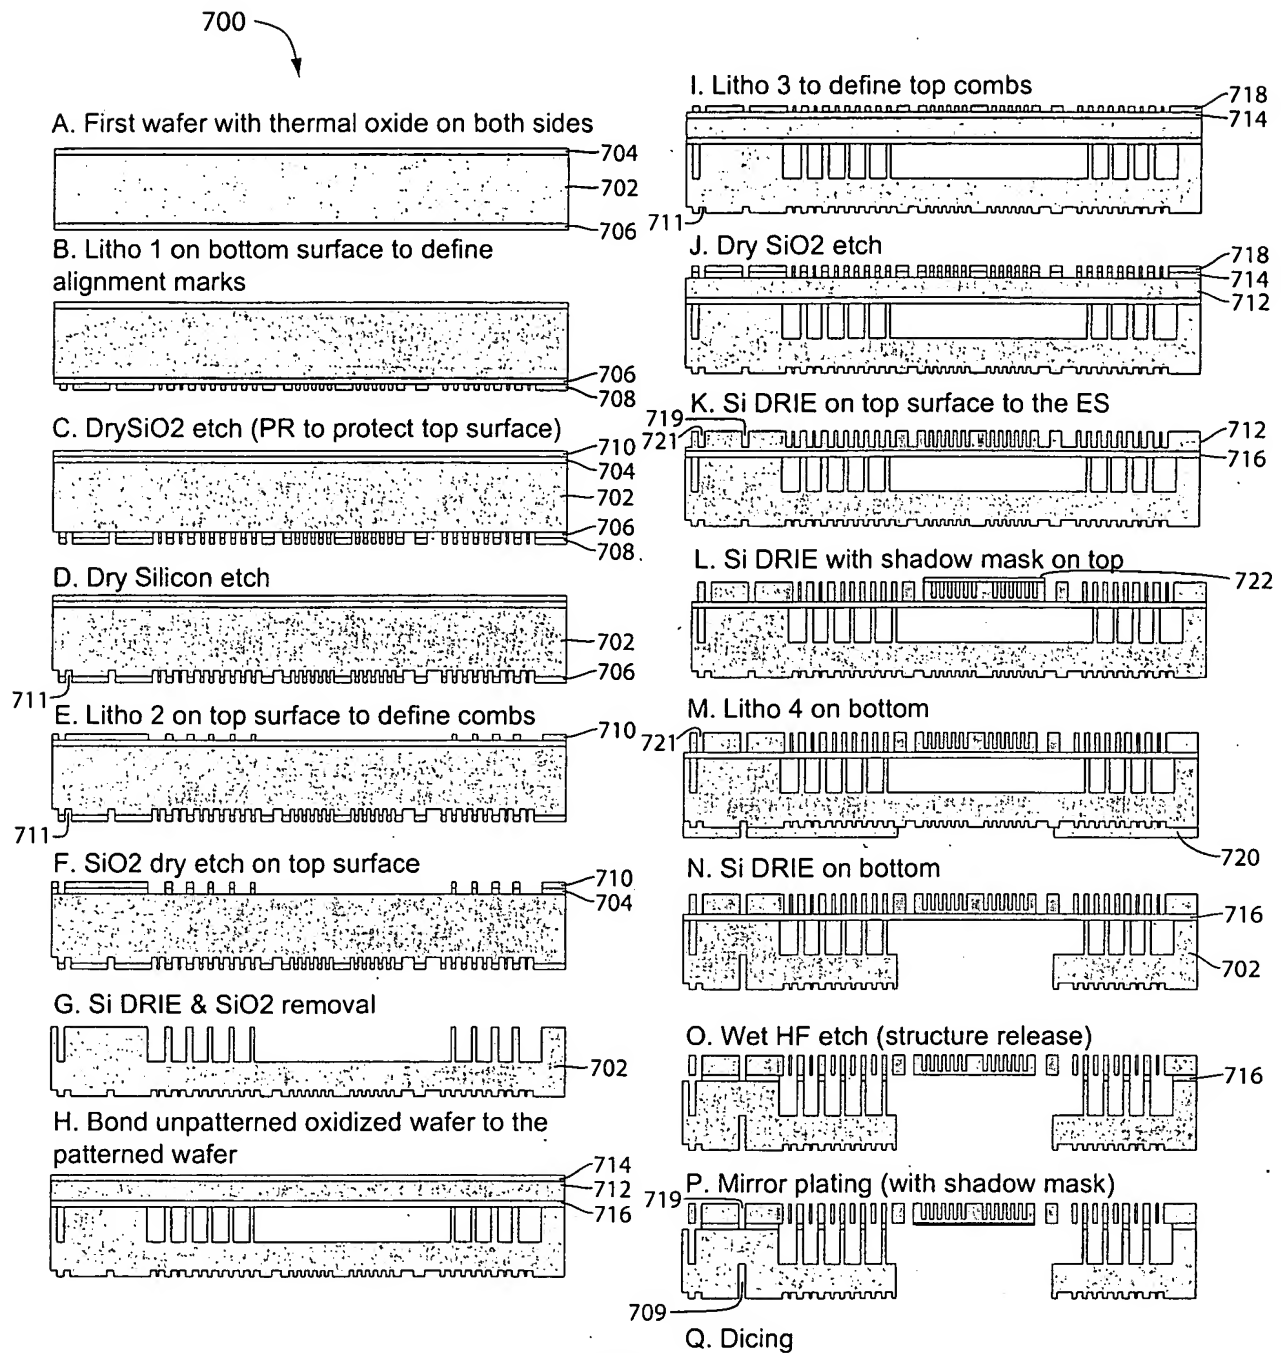 700
A. First wafer with thermal oxide on both sides
704
702
706
B. Litho 1 on bottom surface to define
alignment marks
706
708
C. DrySiO2 etch (PR to protect top surface)
710
704
702
706
708
D. Dry Silicon etch
702
706
711
E. Litho 2 on top surface to define combs
710
711
F. SiO2 dry etch on top surface
710
704
G. Si DRIE & SiO2 removal
702
H. Bond unpatterned oxidized wafer to the
patterned wafer
714
712
716
I. Litho 3 to define top combs
718
714
711
J. Dry SiO2 etch
718
714
712
K. Si DRIE on top surface to the ES
719
721
712
716
L. Si DRIE with shadow mask on top
722
M. Litho 4 on bottom
721
720
N. Si DRIE on bottom
716
702
O. Wet HF etch (structure release)
716
P. Mirror plating (with shadow mask)
719
709
Q. Dicing